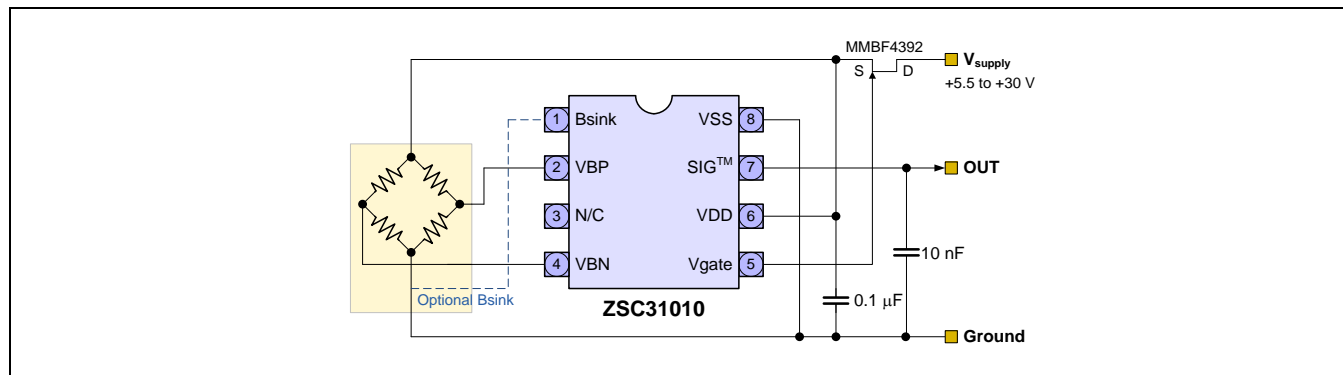 MMBF4392
S D
Vsupply
+5.5 to +30 V
1 Bsink VSS 8
2 VBP SIG™ 7 OUT
3 N/C VDD 6
4 VBN Vgate 5
10 nF
Optional Bsink
0.1 μF
ZSC31010
Ground